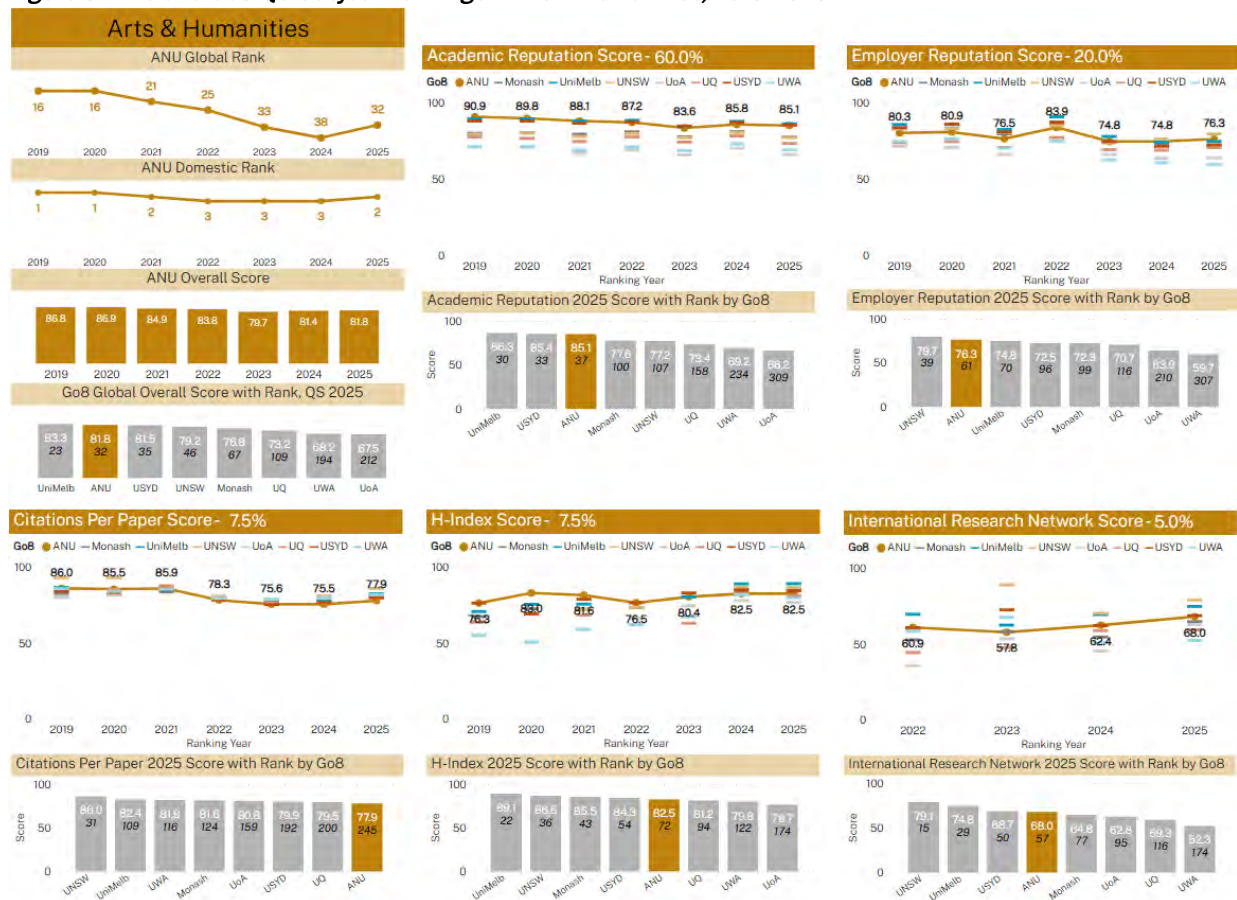 Arts & Humanities
ANU Global Rank
16 16 21 25 33 38 32
2019 2020 2021 2022 2023 2024 2025
ANU Domestic Rank
1 1 2 3 3 3 2
2019 2020 2021 2022 2023 2024 2025
ANU Overall Score
86.8 86.9 84.9 83.8 79.7 81.4 81.8
2019 2020 2021 2022 2023 2024 2025
Go8 Global Overall Score with Rank, QS 2025
83.3 81.8 81.5 79.2 76.8 73.2 68.2 67.5
23 32 35 46 67 109 194 212
UniMelb ANU USYD UNSW Monash UQ UWA UoA
Academic Reputation Score - 60.0%
Go8 ANU Monash UniMelb UNSW UoA UQ USYD UWA
100
90.9 89.8 88.1 87.2 83.6 85.8 85.1
50
0
2019 2020 2021 2022 2023 2024 2025
Ranking Year
Academic Reputation 2025 Score with Rank by Go8
100
50
0
Score
86.3 85.4 85.1 77.8 77.2 73.4 69.2 66.2
30 33 37 100 107 158 234 309
UniMelb USYD ANU Monash UNSW UQ UWA UoA
Employer Reputation Score - 20.0%
Go8 ANU Monash UniMelb UNSW UoA UQ USYD UWA
100
80.3 80.9 76.5 83.9 74.8 74.8 76.3
50
0
2019 2020 2021 2022 2023 2024 2025
Ranking Year
Employer Reputation 2025 Score with Rank by Go8
100
50
0
Score
79.7 76.3 74.8 72.5 72.3 70.7 63.9 59.7
39 61 70 96 99 116 210 307
UNSW ANU UniMelb USYD Monash UQ UoA UWA
Citations Per Paper Score - 7.5%
Go8 ANU Monash UniMelb UNSW UoA UQ USYD UWA
100
86.0 85.5 85.9 78.3 75.6 75.5 77.9
50
0
2019 2020 2021 2022 2023 2024 2025
Ranking Year
Citations Per Paper 2025 Score with Rank by Go8
100
50
0
Score
86.0 82.4 81.9 81.6 80.8 79.9 79.5 77.9
31 109 116 124 159 192 200 245
UNSW UniMelb UWA Monash UoA USYD UQ ANU
H-Index Score - 7.5%
Go8 ANU Monash UniMelb UNSW UoA UQ USYD UWA
100
76.3 83.0 81.6 76.5 80.4 82.5 82.5
50
0
2019 2020 2021 2022 2023 2024 2025
Ranking Year
H-Index 2025 Score with Rank by Go8
100
50
0
Score
89.1 86.6 85.5 84.3 82.5 81.2 79.8 76.7
22 36 43 54 72 94 122 174
UniMelb UNSW Monash USYD ANU UQ UWA UoA
International Research Network Score - 5.0%
Go8 ANU Monash UniMelb UNSW UoA UQ USYD UWA
100
60.9 57.8 62.4 68.0
50
0
2022 2023 2024 2025
Ranking Year
International Research Network 2025 Score with Rank by Go8
100
50
0
Score
79.1 74.8 68.7 68.0 64.8 62.8 59.3 52.3
15 29 50 57 77 95 116 174
UNSW UniMelb USYD ANU Monash UoA UQ UWA